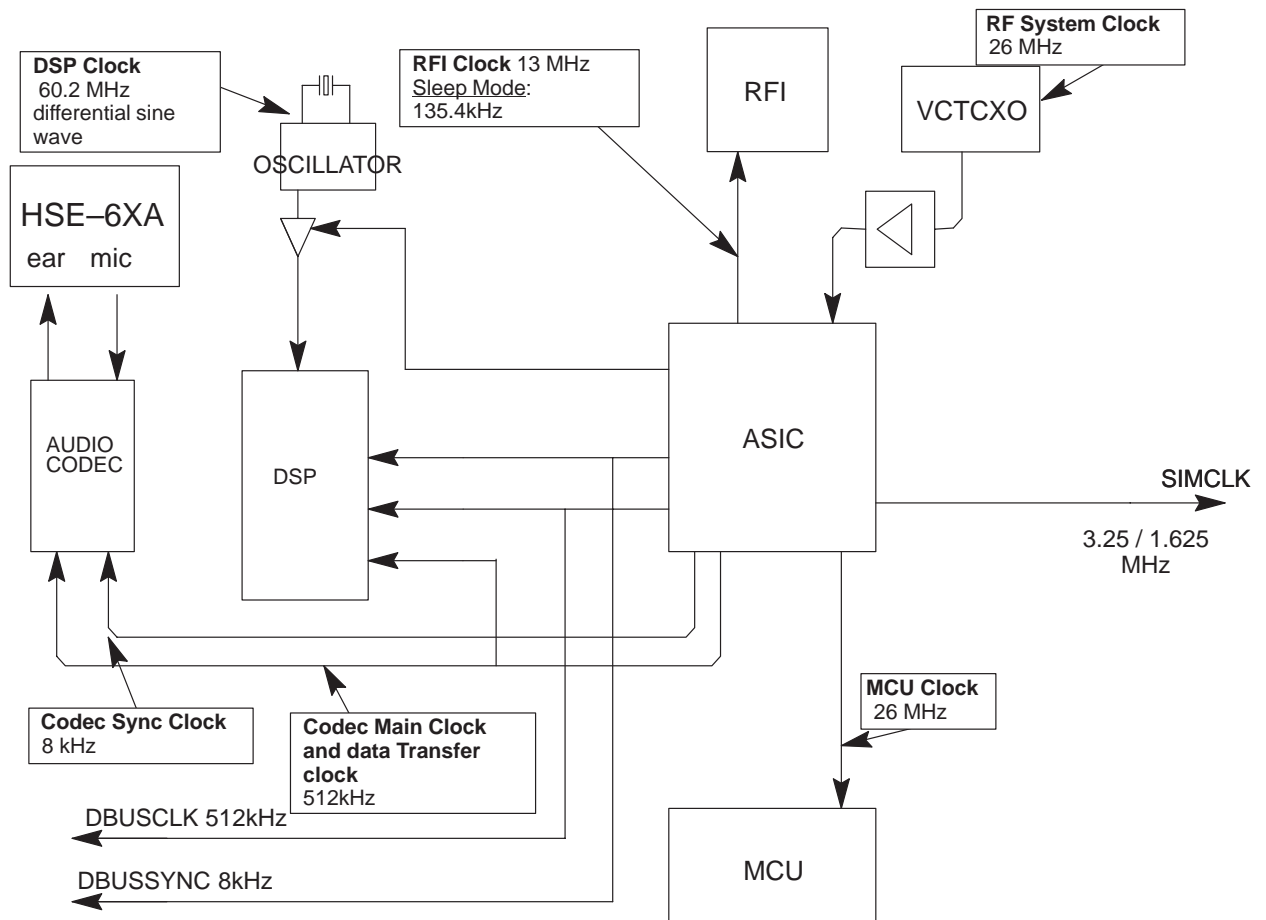 RF System Clock
26 MHz
DSP Clock
60.2 MHz
differential sine
wave
RFI Clock 13 MHz
Sleep Mode:
135.4kHz
RFI
VCTCXO
OSCILLATOR
HSE–6XA
ear mic
AUDIO
CODEC
DSP
ASIC
SIMCLK
3.25 / 1.625
MHz
MCU Clock
26 MHz
Codec Sync Clock
8 kHz
Codec Main Clock
and data Transfer
clock
512kHz
DBUSCLK 512kHz
DBUSSYNC 8kHz
MCU